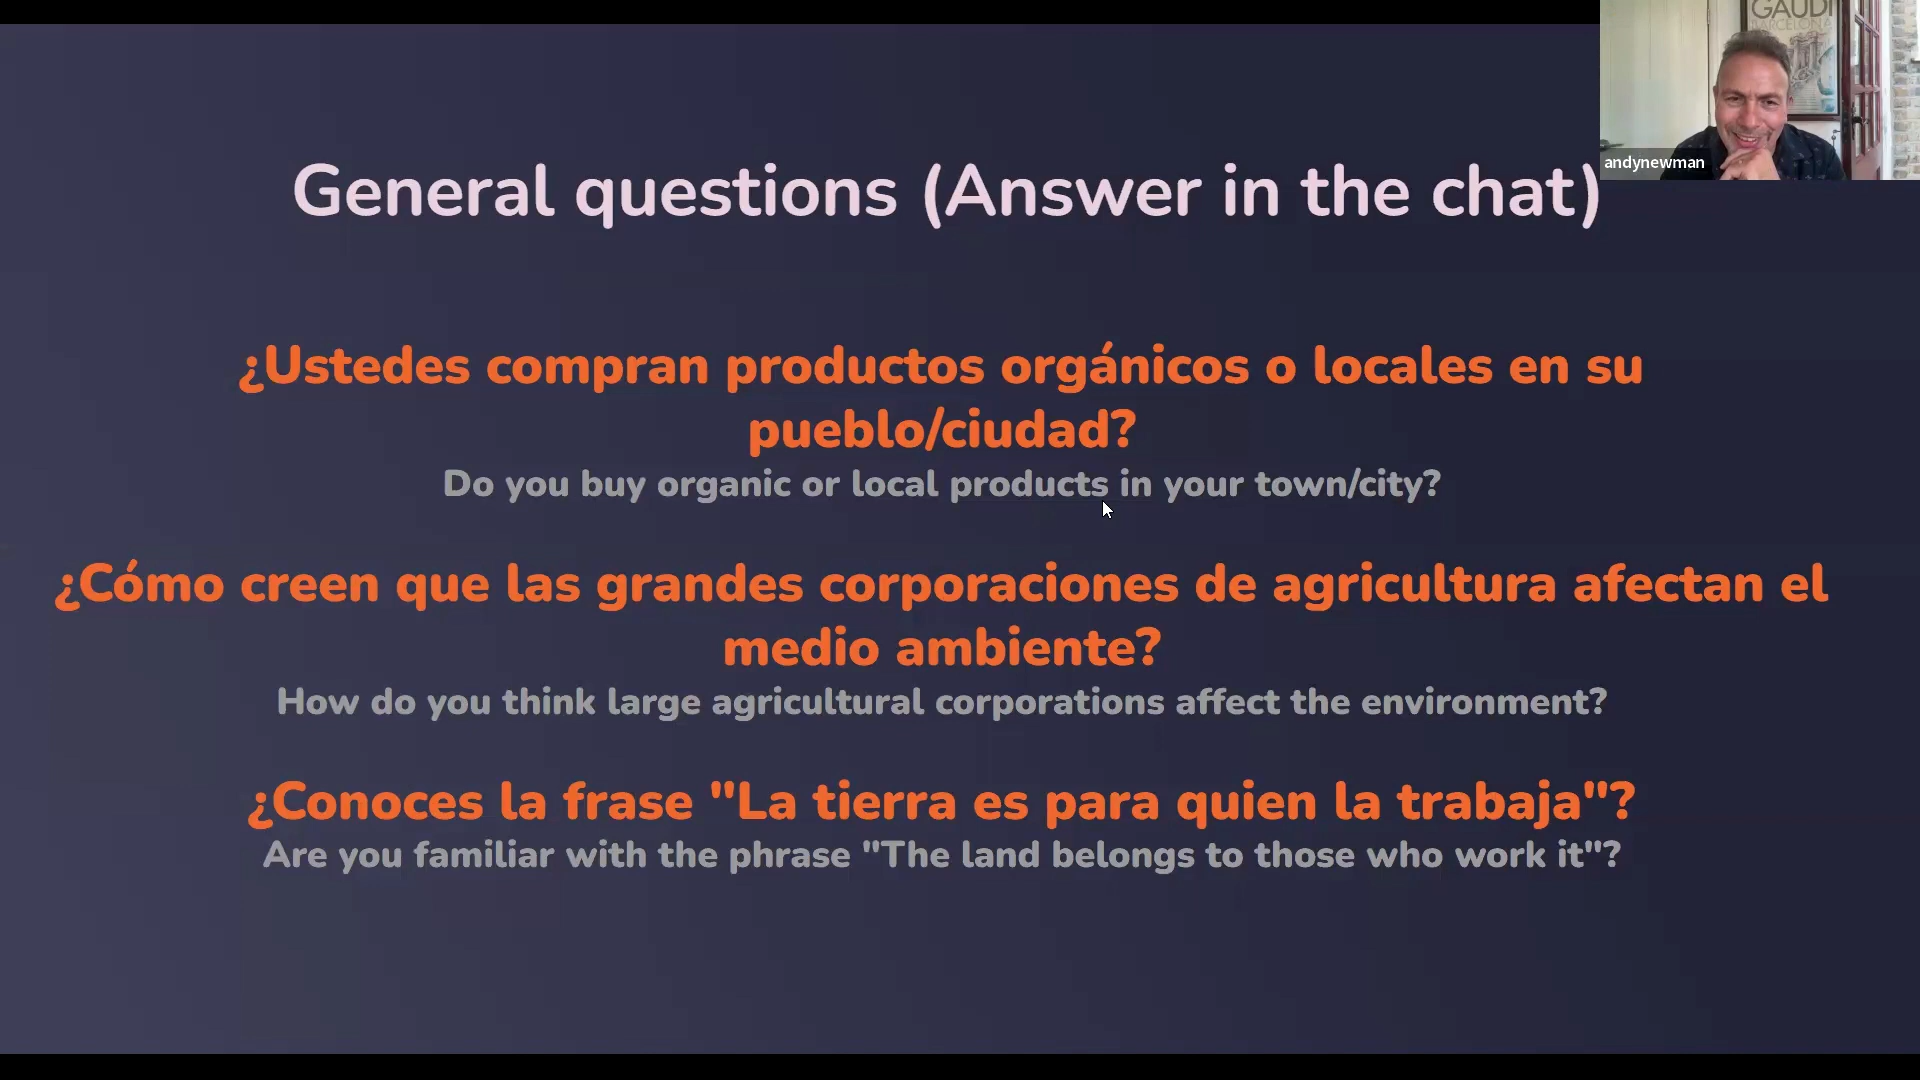 GAUDI
BARCELONA
andynewman
General questions (Answer in the chat)
¿Ustedes compran productos orgánicos o locales en su
pueblo/ciudad?
Do you buy organic or local products in your town/city?
¿Cómo creen que las grandes corporaciones de agricultura afectan el
medio ambiente?
How do you think large agricultural corporations affect the environment?
¿Conoces la frase "La tierra es para quien la trabaja"?
Are you familiar with the phrase "The land belongs to those who work it"?